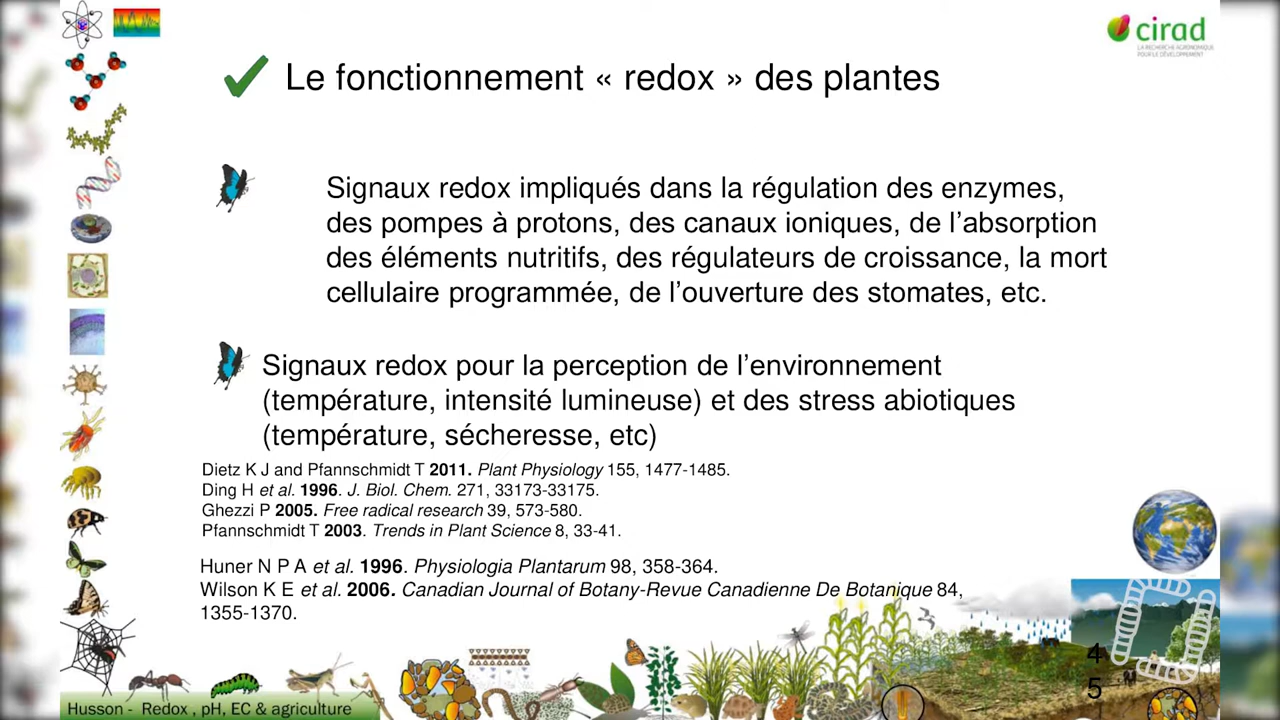 cirad
LA RECHERCHE AGRONOMIQUE
POUR LE DÉVELOPPEMENT
Le fonctionnement « redox » des plantes
Signaux redox impliqués dans la régulation des enzymes,
des pompes à protons, des canaux ioniques, de l’absorption
des éléments nutritifs, des régulateurs de croissance, la mort
cellulaire programmée, de l’ouverture des stomates, etc.
Signaux redox pour la perception de l’environnement
(température, intensité lumineuse) et des stress abiotiques
(température, sécheresse, etc)
Dietz K J and Pfannschmidt T 2011. Plant Physiology 155, 1477-1485.
Ding H et al. 1996. J. Biol. Chem. 271, 33173-33175.
Ghezzi P 2005. Free radical research 39, 573-580.
Pfannschmidt T 2003. Trends in Plant Science 8, 33-41.
Huner N P A et al. 1996. Physiologia Plantarum 98, 358-364.
Wilson K E et al. 2006. Canadian Journal of Botany-Revue Canadienne De Botanique 84,
1355-1370.
4
5
Husson - Redox , pH, EC & agriculture